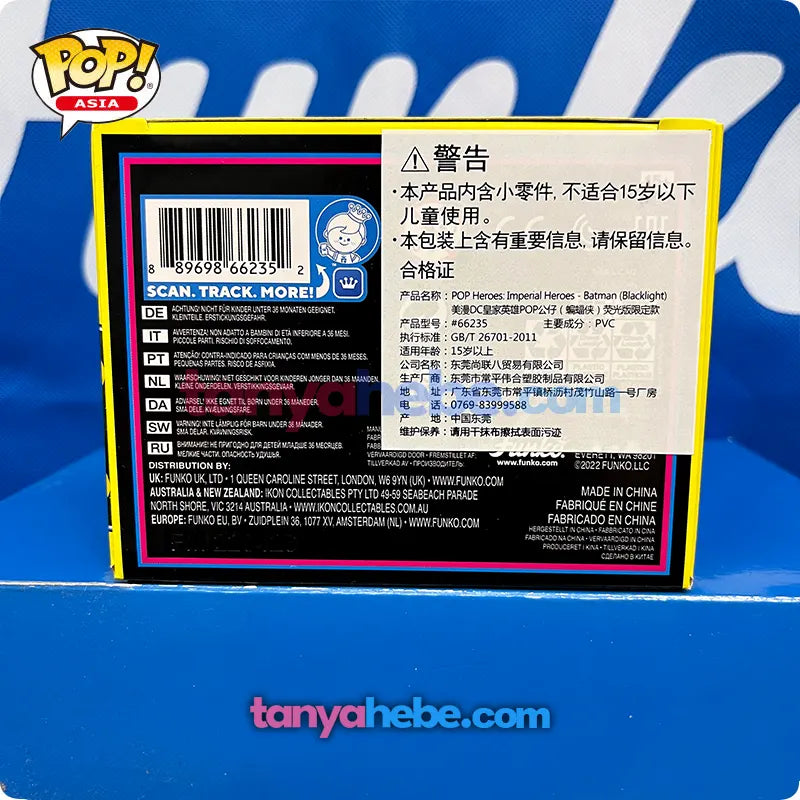 POP!
ASIA
8 89698 66235 2
SCAN. TRACK. MORE!
DE ACHTUNG! NICHT FÜR KINDER UNTER 36 MONATEN GEEIGNET.
KLEINTEILE. ERSTICKUNGSGEFAHR.
IT AVVERTENZA! NON ADATTO A BAMBINI DI ETÀ INFERIORE A 36 MESI.
PICCOLE PARTI. RISCHIO DI SOFFOCAMENTO.
PT ATENÇÃO! CONTRA-INDICADO PARA CRIANÇAS COM MENOS DE 36 MESES.
PEQUENAS PARTES. RISCO DE ASFIXIA.
NL WAARSCHUWING! NIET GESCHIKT VOOR KINDEREN JONGER DAN 36 MAANDEN.
KLEINE ONDERDELEN. VERSTIKKINGSGEVAAR.
DA ADVARSEL! IKKE EGNET TIL BØRN UNDER 36 MÅNEDER.
SMÅ DELE. KVÆLNINGSFARE.
SW VARNING! INTE LÄMPLIG FÖR BARN UNDER 36 MÅNADER.
SMÅ DELAR. KVÄVNINGSRISK.
RU ВНИМАНИЕ! НЕ ПРИГОДНО ДЛЯ ДЕТЕЙ МЛАДШЕ 36 МЕСЯЦЕВ.
МЕЛКИЕ ЧАСТИ. ОПАСНОСТЬ УДУШЬЯ.
DISTRIBUTION BY:
UK: FUNKO UK, LTD • 1 QUEEN CAROLINE STREET, LONDON, W6 9YN (UK) • WWW.FUNKO.COM
AUSTRALIA & NEW ZEALAND: IKON COLLECTABLES PTY LTD 49-59 SEABEACH PARADE
NORTH SHORE, VIC 3214 AUSTRALIA • WWW.IKONCOLLECTABLES.COM.AU
EUROPE: FUNKO EU, BV • ZUIDPLEIN 36, 1077 XV, AMSTERDAM (NL) • WWW.FUNKO.COM
⚠警告
·本产品内含小零件, 不适合15岁以下
儿童使用。
·本包装上含有重要信息, 请保留信息。
合格证
产品名称: POP Heroes: Imperial Heroes - Batman (Blacklight)
美漫DC皇家英雄POP公仔（蝙蝠侠）荧光版限定款
产品型号: #66235 主要成分: PVC
执行标准: GB/T 26701-2011
适用年龄: 15岁以上
经 销 商: 东莞尚联八贸易有限公司
生产厂商: 东莞市常平伟合塑胶制品有限公司
地 址: 广东省东莞市常平镇桥沥村茂竹山路一号厂房
电 话: 0769-83999588
产 地: 中国东莞
维护保养: 请用干抹布擦拭表面污迹
FREMSTILLET AF:
TILLVERKAD AV • ПРОИЗВОДИТЕЛЬ:
Funko
www.funko.com
EVERETT, WA 98201
©2022 FUNKO, LLC
MADE IN CHINA
FABRIQUÉ EN CHINE
FABRICADO EN CHINA
HERGESTELLT IN CHINA • FABBRICATO IN CINA
FABRICADO NA CHINA • VERVAARDIGD IN CHINA
PRODUCERET I KINA • TILLVERKAD I KINA
СДЕЛАНО В КИТАЕ
tanyahebe.com
tanyahebe.com